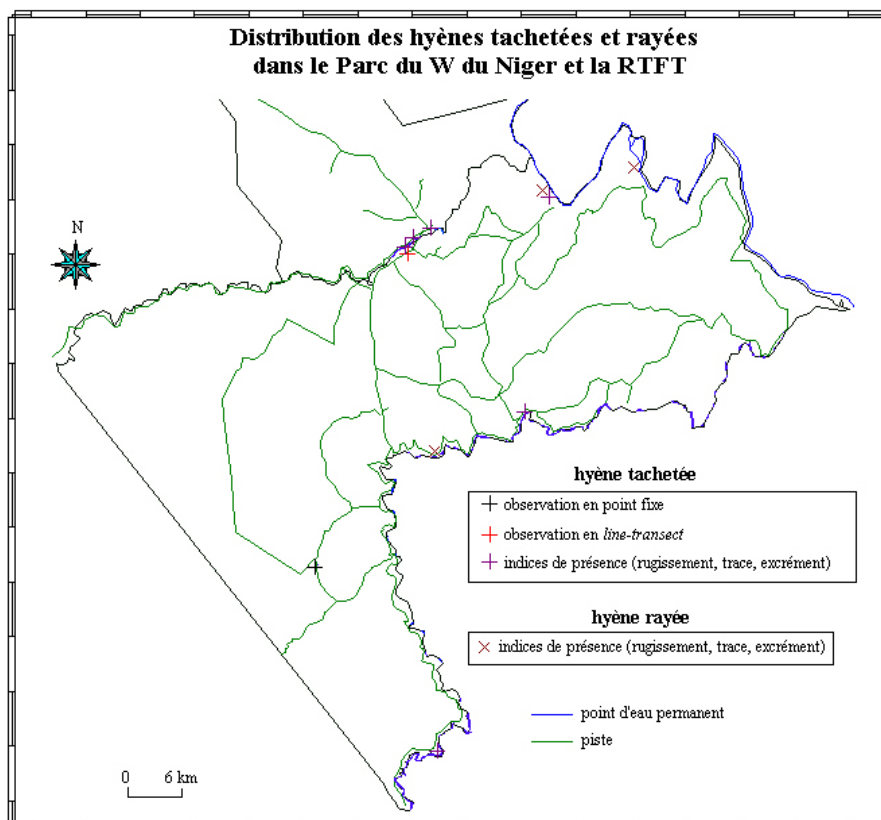 Distribution des hyènes tachetées et rayées
dans le Parc du W du Niger et la RTFT
N
hyène tachetée
observation en point fixe
observation en line-transect
indices de présence (rugissement, trace, excrément)
hyène rayée
indices de présence (rugissement, trace, excrément)
point d'eau permanent
piste
0 6 km